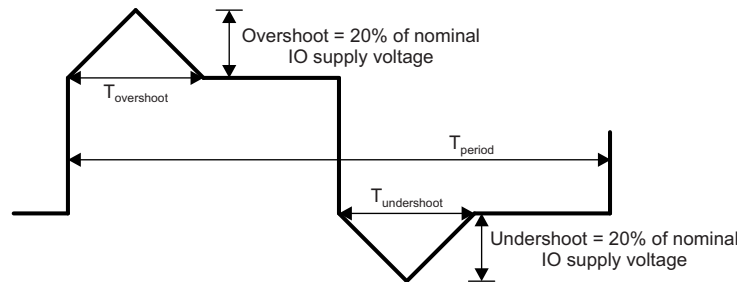 Overshoot = 20% of nominal
IO supply voltage
Tovershoot
Tperiod
Tundershoot
Undershoot = 20% of nominal
IO supply voltage